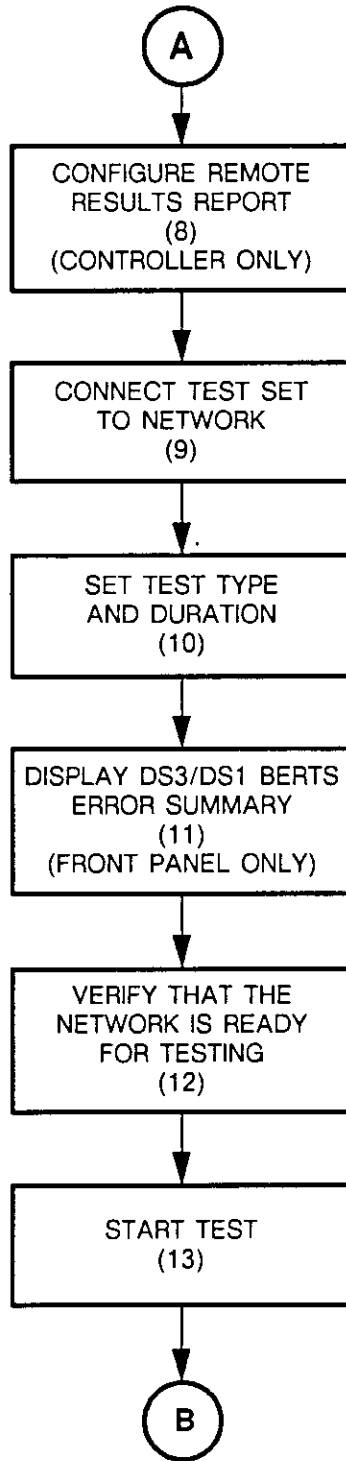 A
CONFIGURE REMOTE
RESULTS REPORT
(8)
(CONTROLLER ONLY)
CONNECT TEST SET
TO NETWORK
(9)
SET TEST TYPE
AND DURATION
(10)
DISPLAY DS3/DS1 BERTS
ERROR SUMMARY
(11)
(FRONT PANEL ONLY)
VERIFY THAT THE
NETWORK IS READY
FOR TESTING
(12)
START TEST
(13)
B